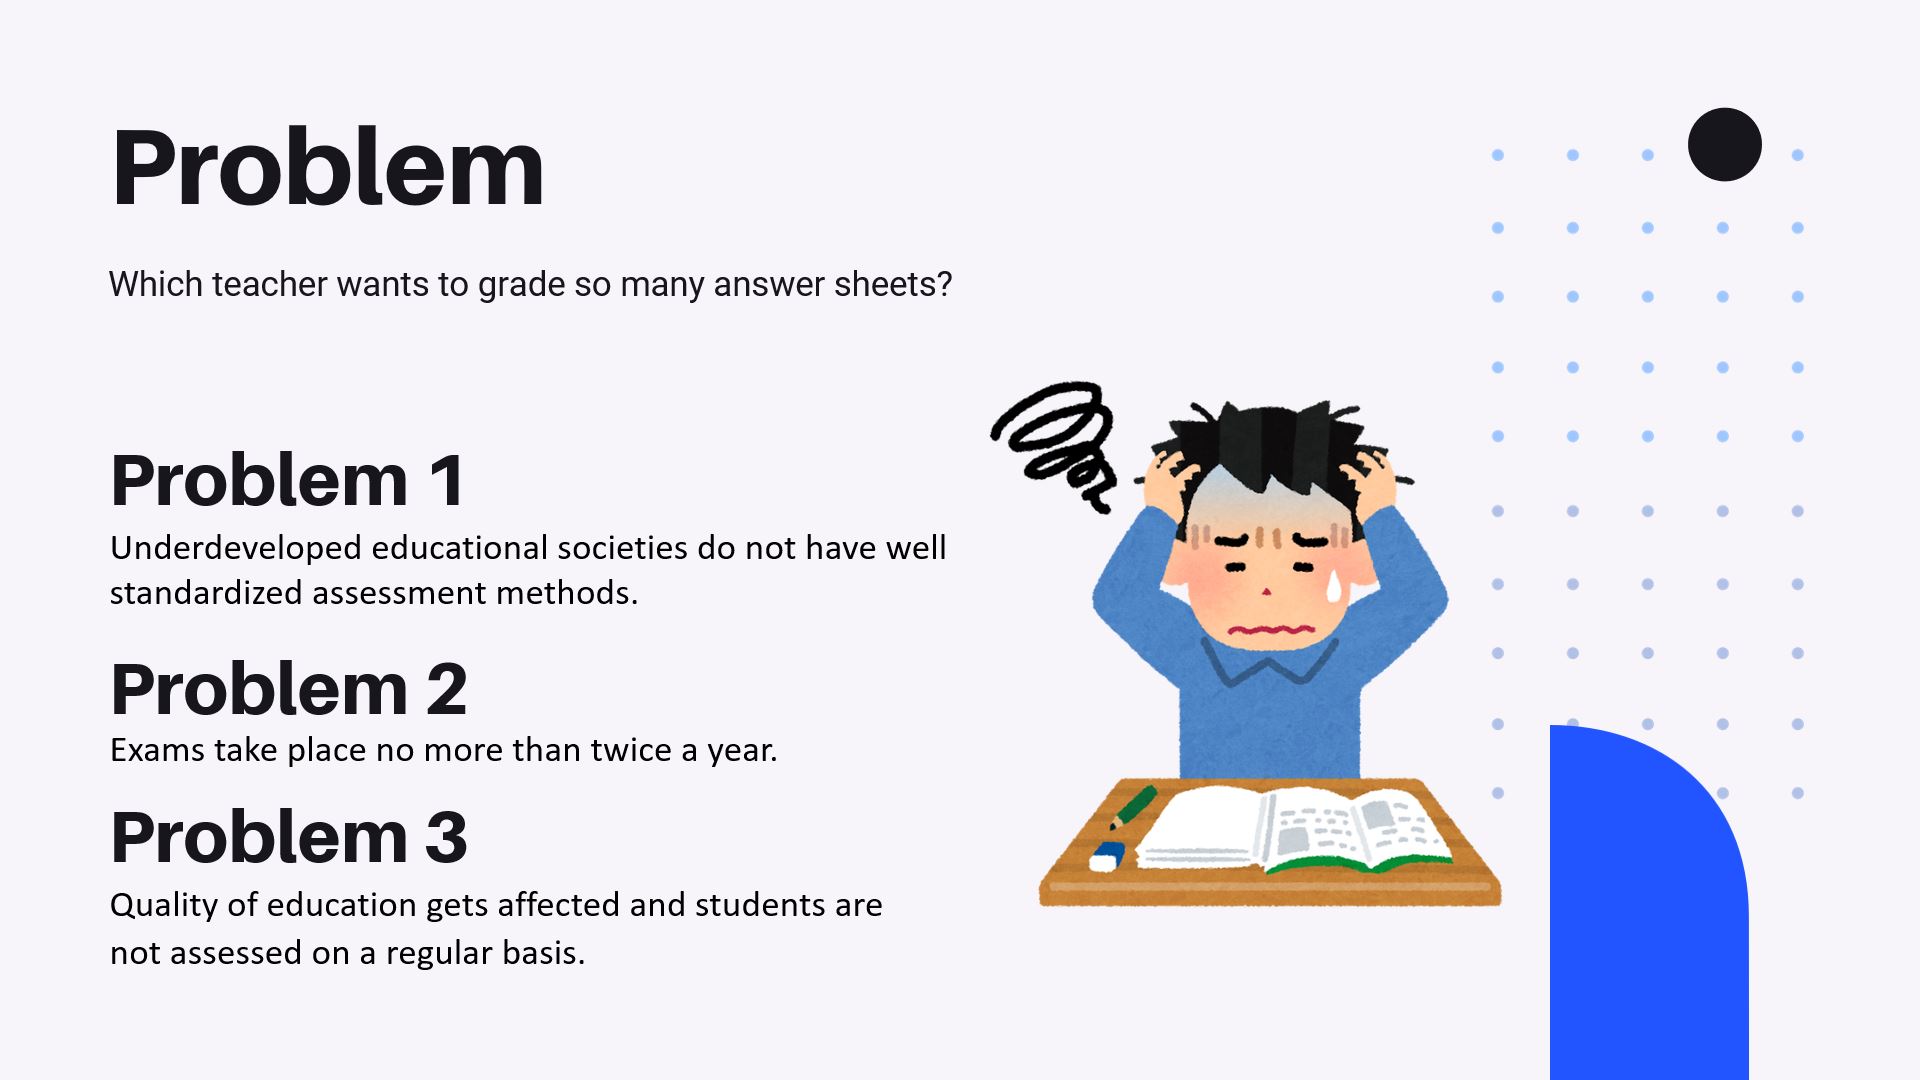 Problem
Which teacher wants to grade so many answer sheets?
Problem 1
Underdeveloped educational societies do not have well
standardized assessment methods.
Problem 2
Exams take place no more than twice a year.
Problem 3
Quality of education gets affected and students are
not assessed on a regular basis.